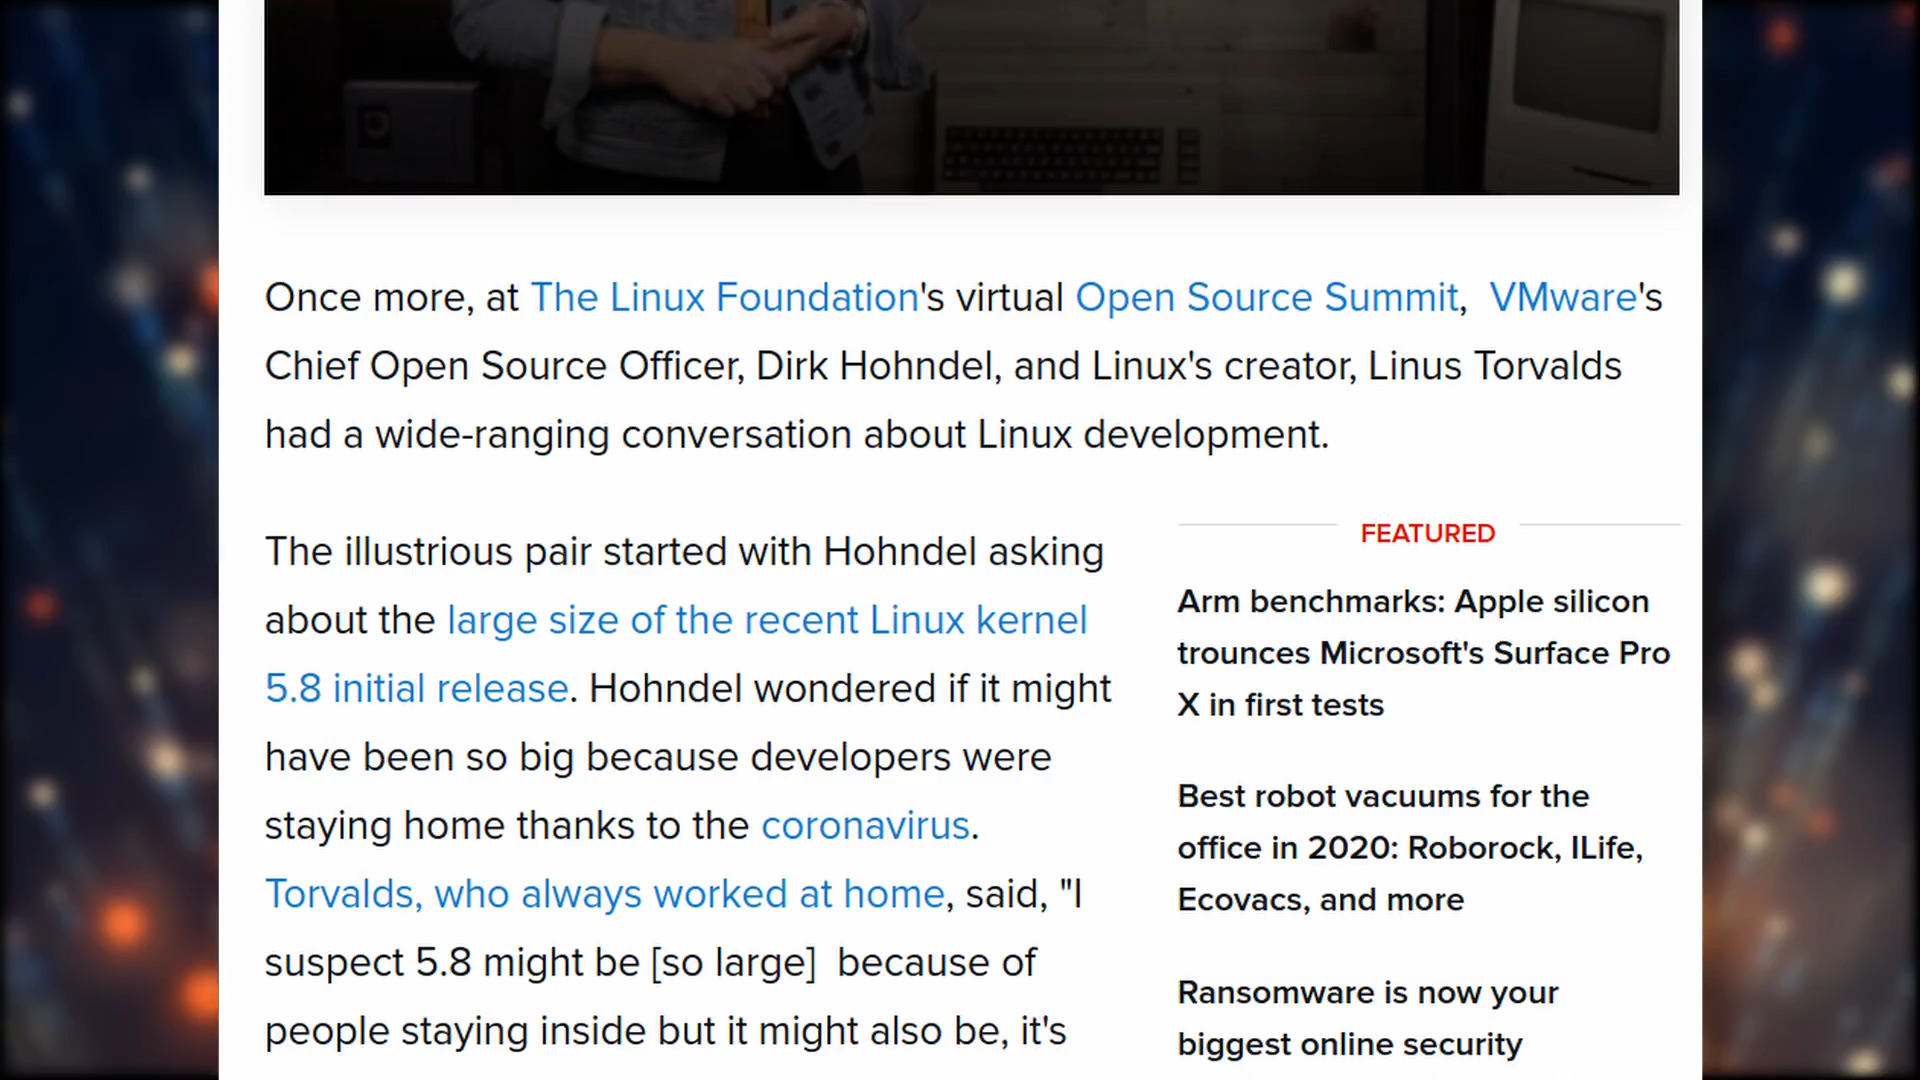 Once more, at The Linux Foundation's virtual Open Source Summit,  VMware's
Chief Open Source Officer, Dirk Hohndel, and Linux's creator, Linus Torvalds
had a wide-ranging conversation about Linux development.
The illustrious pair started with Hohndel asking
about the large size of the recent Linux kernel
5.8 initial release. Hohndel wondered if it might
have been so big because developers were
staying home thanks to the coronavirus.
Torvalds, who always worked at home, said, "I
suspect 5.8 might be [so large]  because of
people staying inside but it might also be, it's
FEATURED
Arm benchmarks: Apple silicon
trounces Microsoft's Surface Pro
X in first tests
Best robot vacuums for the
office in 2020: Roborock, ILife,
Ecovacs, and more
Ransomware is now your
biggest online security